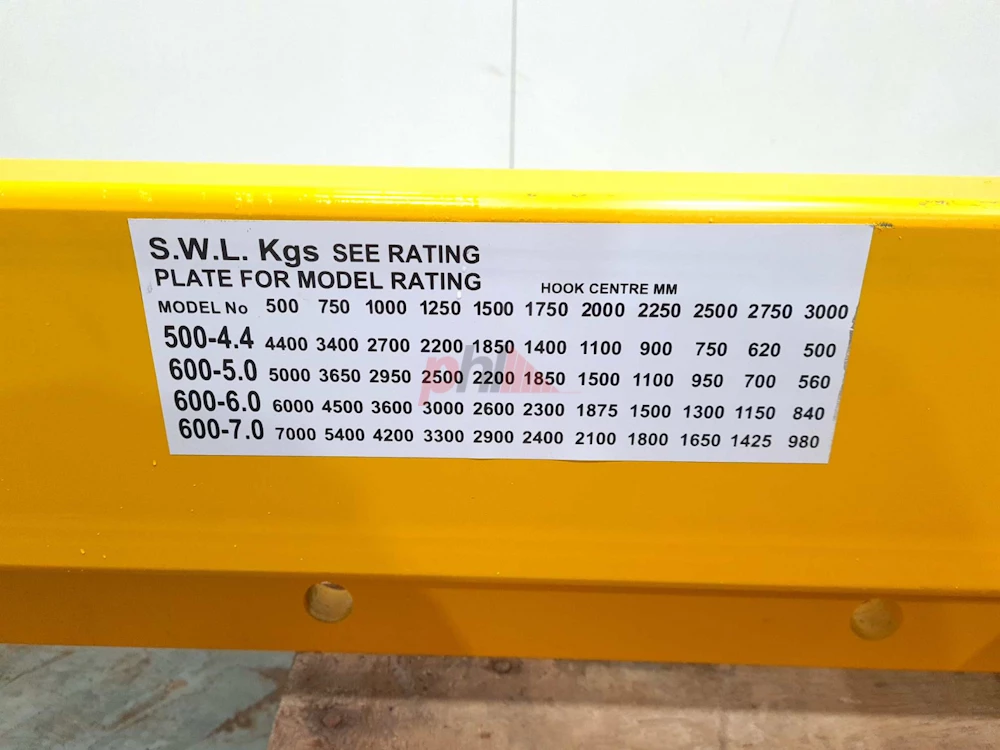 S.W.L. Kgs SEE RATING
PLATE FOR MODEL RATING
HOOK CENTRE MM
MODEL No 500 750 1000 1250 1500 1750 2000 2250 2500 2750 3000
500-4.4 4400 3400 2700 2200 1850 1400 1100 900 750 620 500
600-5.0 5000 3650 2950 2500 2200 1850 1500 1100 950 700 560
600-6.0 6000 4500 3600 3000 2600 2300 1875 1500 1300 1150 840
600-7.0 7000 5400 4200 3300 2900 2400 2100 1800 1650 1425 980
phl